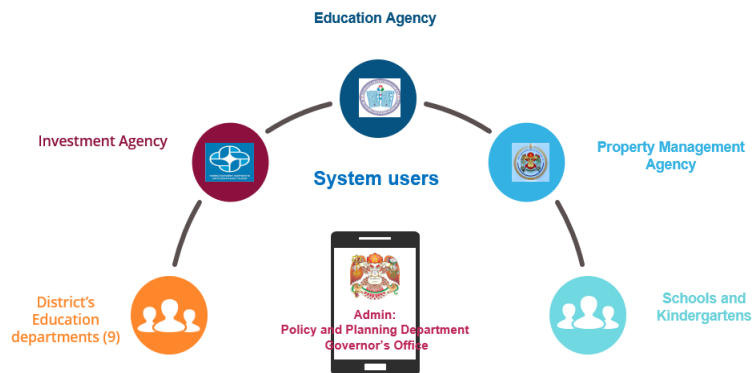 Education Agency
Investment Agency
Property Management
Agency
System users
District's
Education
departments (9)
Admin:
Policy and Planning Department
Governor's Office
Schools and
Kindergartens